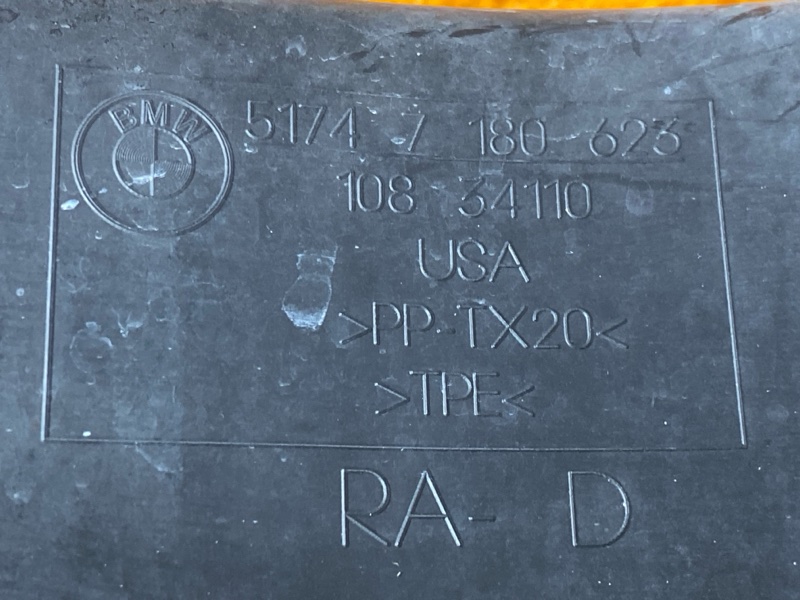 BMW
5174 7 180 623
108 34110
USA
>PP-TX20<
>TPE<
RA- D